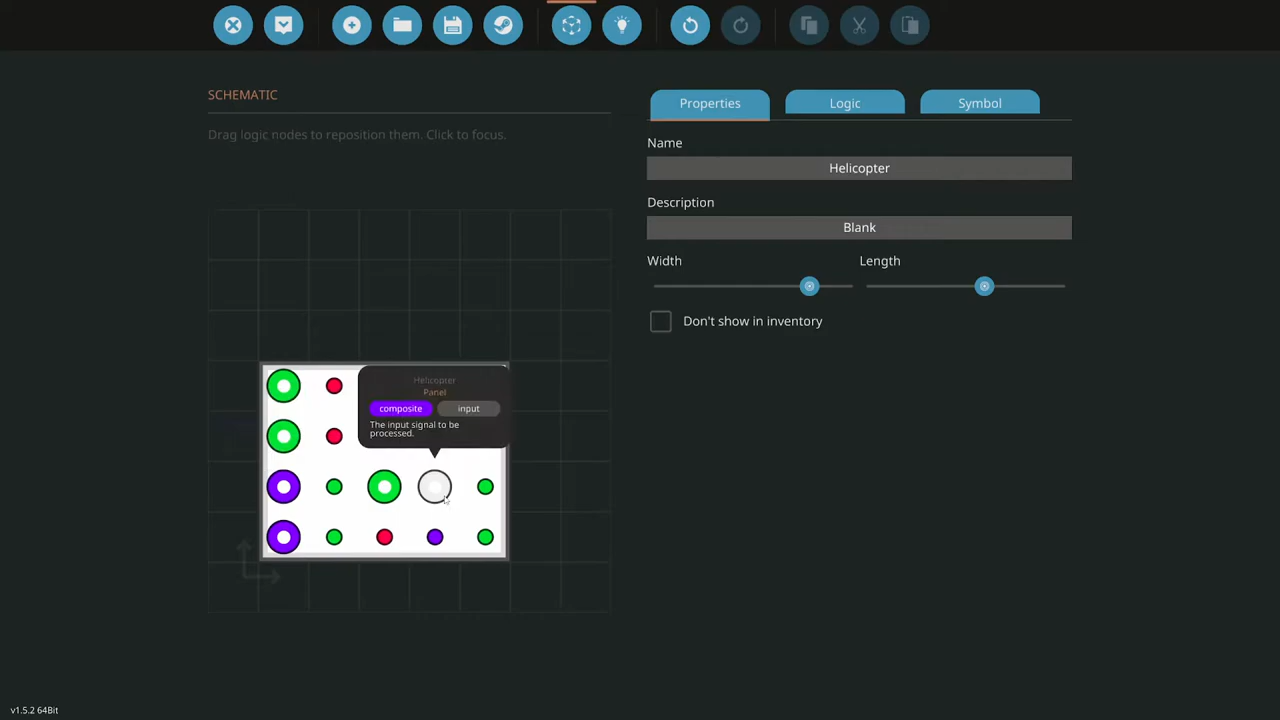 SCHEMATIC
Drag logic nodes to reposition them. Click to focus.
Helicopter
Panel
composite input
The input signal to be
processed.
Properties Logic Symbol
Name
Helicopter
Description
Blank
Width Length
Don't show in inventory
v1.5.2 64Bit